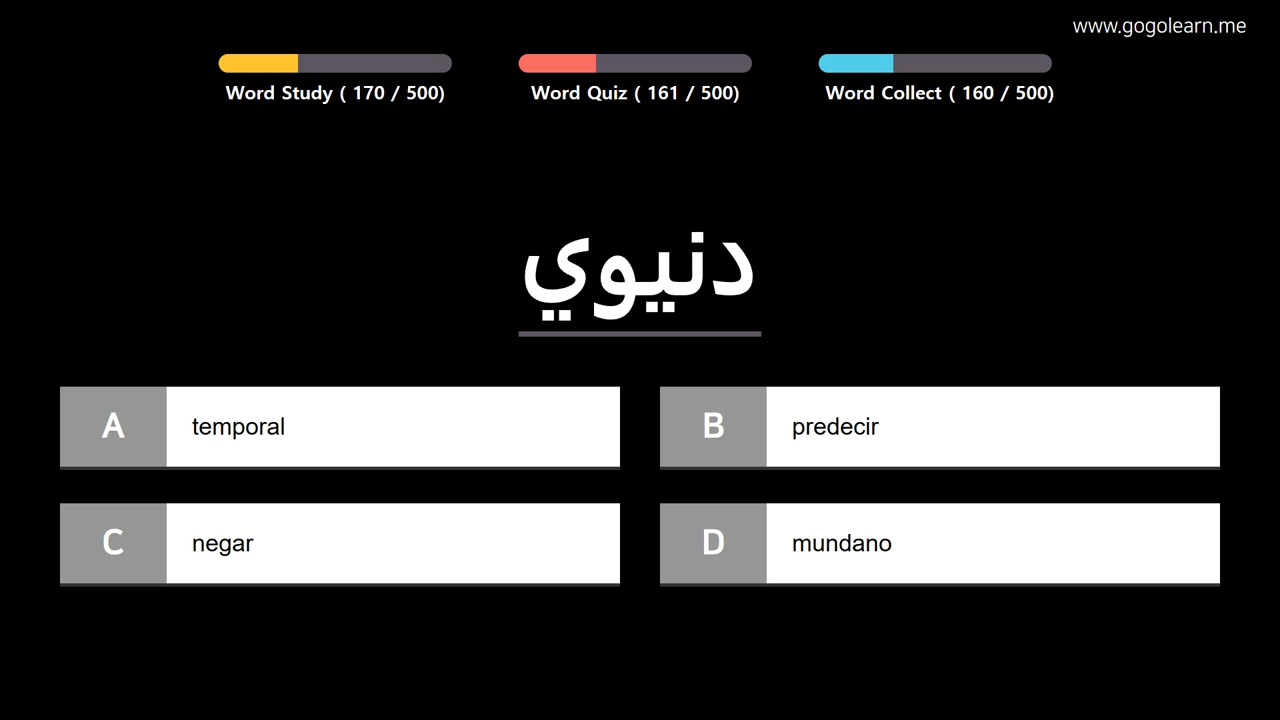 www.gogolearn.me
Word Study ( 170 / 500)
Word Quiz ( 161 / 500)
Word Collect ( 160 / 500)
دنيوي
A temporal
B predecir
C negar
D mundano